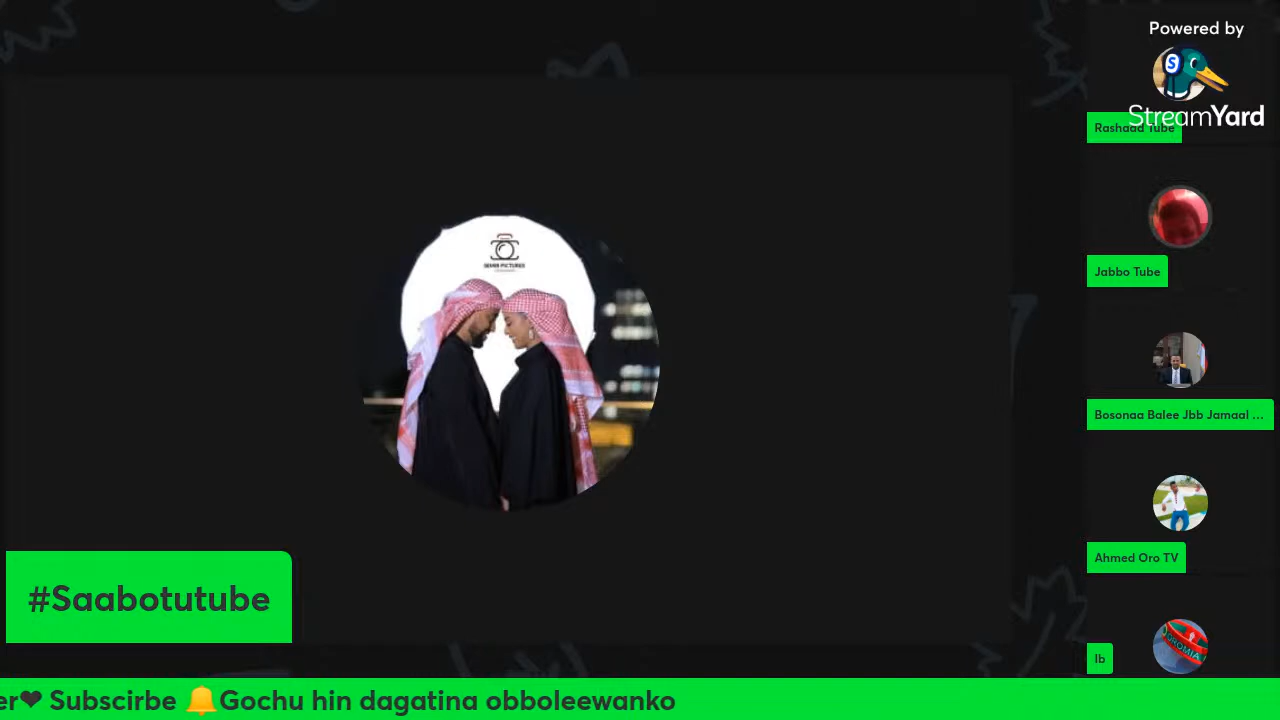 Powered by
StreamYard
Rashaad Tube
Jabbo Tube
Bosonaa Balee Jbb Jamaal ...
Ahmed Oro TV
OROMIA
Ib
#Saabotutube
er❤ Subscirbe 🔔Gochu hin dagatina obboleewanko